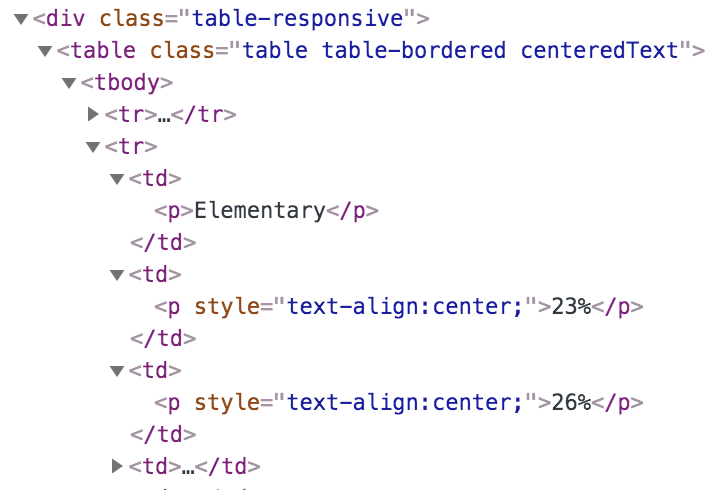 <div class="table-responsive">
<table class="table table-bordered centeredText">
<tbody>
<tr>…</tr>
<tr>
<td>
<p>Elementary</p>
</td>
<td>
<p style="text-align:center;">23%</p>
</td>
<td>
<p style="text-align:center;">26%</p>
</td>
<td>…</td>